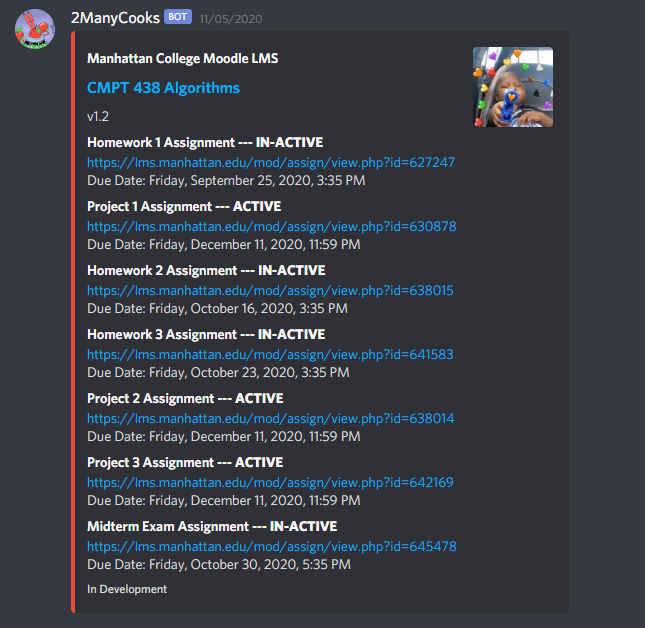 2ManyCooks BOT 11/05/2020
Manhattan College Moodle LMS
CMPT 438 Algorithms
v1.2
Homework 1 Assignment --- IN-ACTIVE
https://lms.manhattan.edu/mod/assign/view.php?id=627247
Due Date: Friday, September 25, 2020, 3:35 PM
Project 1 Assignment --- ACTIVE
https://lms.manhattan.edu/mod/assign/view.php?id=630878
Due Date: Friday, December 11, 2020, 11:59 PM
Homework 2 Assignment --- IN-ACTIVE
https://lms.manhattan.edu/mod/assign/view.php?id=638015
Due Date: Friday, October 16, 2020, 3:35 PM
Homework 3 Assignment --- IN-ACTIVE
https://lms.manhattan.edu/mod/assign/view.php?id=641583
Due Date: Friday, October 23, 2020, 3:35 PM
Project 2 Assignment --- ACTIVE
https://lms.manhattan.edu/mod/assign/view.php?id=638014
Due Date: Friday, December 11, 2020, 11:59 PM
Project 3 Assignment --- ACTIVE
https://lms.manhattan.edu/mod/assign/view.php?id=642169
Due Date: Friday, December 11, 2020, 11:59 PM
Midterm Exam Assignment --- IN-ACTIVE
https://lms.manhattan.edu/mod/assign/view.php?id=645478
Due Date: Friday, October 30, 2020, 5:35 PM
In Development